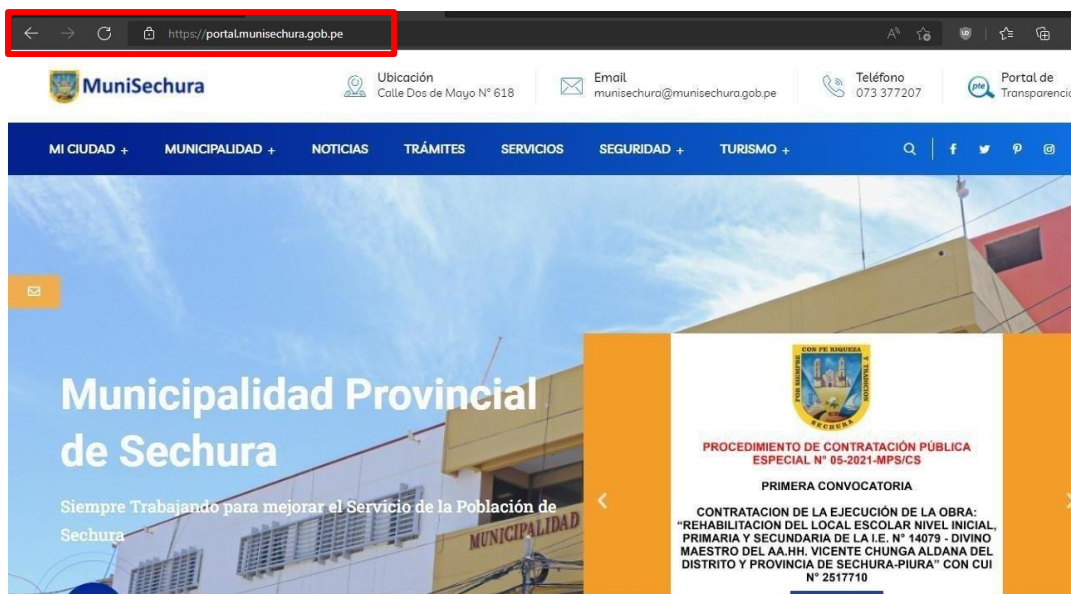 https://portal.munisechura.gob.pe
MuniSechura
Ubicación
Calle Dos de Mayo N° 618
Email
munisechura@munisechura.gob.pe
Teléfono
073 377207
pte
Portal de
Transparencia
MI CIUDAD +
MUNICIPALIDAD +
NOTICIAS
TRÁMITES
SERVICIOS
SEGURIDAD +
TURISMO +
Municipalidad Provincial
de Sechura
Siempre Trabajando para mejorar el Servicio de la Población de
Sechura
MUNICIPALIDAD
CON FE RIQUEZA
POR SIEMPRE
Y TRADICION
SECHURA
PROCEDIMIENTO DE CONTRATACIÓN PÚBLICA
ESPECIAL N° 05-2021-MPS/CS
PRIMERA CONVOCATORIA
CONTRATACION DE LA EJECUCIÓN DE LA OBRA:
“REHABILITACION DEL LOCAL ESCOLAR NIVEL INICIAL,
PRIMARIA Y SECUNDARIA DE LA I.E. N° 14079 - DIVINO
MAESTRO DEL AA.HH. VICENTE CHUNGA ALDANA DEL
DISTRITO Y PROVINCIA DE SECHURA-PIURA” CON CUI
N° 2517710